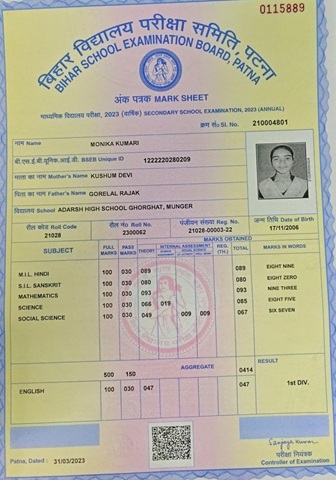 0115889
बिहार विद्यालय परीक्षा समिति, पटना
BIHAR SCHOOL EXAMINATION BOARD, PATNA
अंक पत्रक MARK SHEET
माध्यमिक विद्यालय परीक्षा, 2023 (वार्षिक) SECONDARY SCHOOL EXAMINATION, 2023 (ANNUAL)
क्रम सं० Sl. No. 210004801
नाम Name MONIKA KUMARI
बी.एस.ई.बी.यूनिक.आई.डी. BSEB Unique ID 1222220280209
माता का नाम Mother's Name KUSHUM DEVI
पिता का नाम Father's Name GORELAL RAJAK
विद्यालय School ADARSH HIGH SCHOOL GHORGHAT, MUNGER
रौल कोड Roll Code रौल नं० Roll No. पंजीयन संख्या Reg. No. जन्म तिथि Date of Birth
21028 2300062 21028-00003-22 17/11/2006
MARKS OBTAINED
SUBJECT FULL MARKS PASS MARKS THEORY INTERNAL ASSESSMENT REG. (TH.) TOTAL MARKS IN WORDS
M.I.L. HINDI 100 030 089 089 EIGHT NINE
S.I.L. SANSKRIT 100 030 080 080 EIGHT ZERO
MATHEMATICS 100 030 093 093 NINE THREE
SCIENCE 100 030 066 019 085 EIGHT FIVE
SOCIAL SCIENCE 100 030 049 009 009 067 SIX SEVEN
AGGREGATE RESULT
500 150 0414
ENGLISH 100 030 047 047 1st DIV.
Sanjay Kumar
परीक्षा नियंत्रक
Patna, Dated : 31/03/2023 Controller of Examination